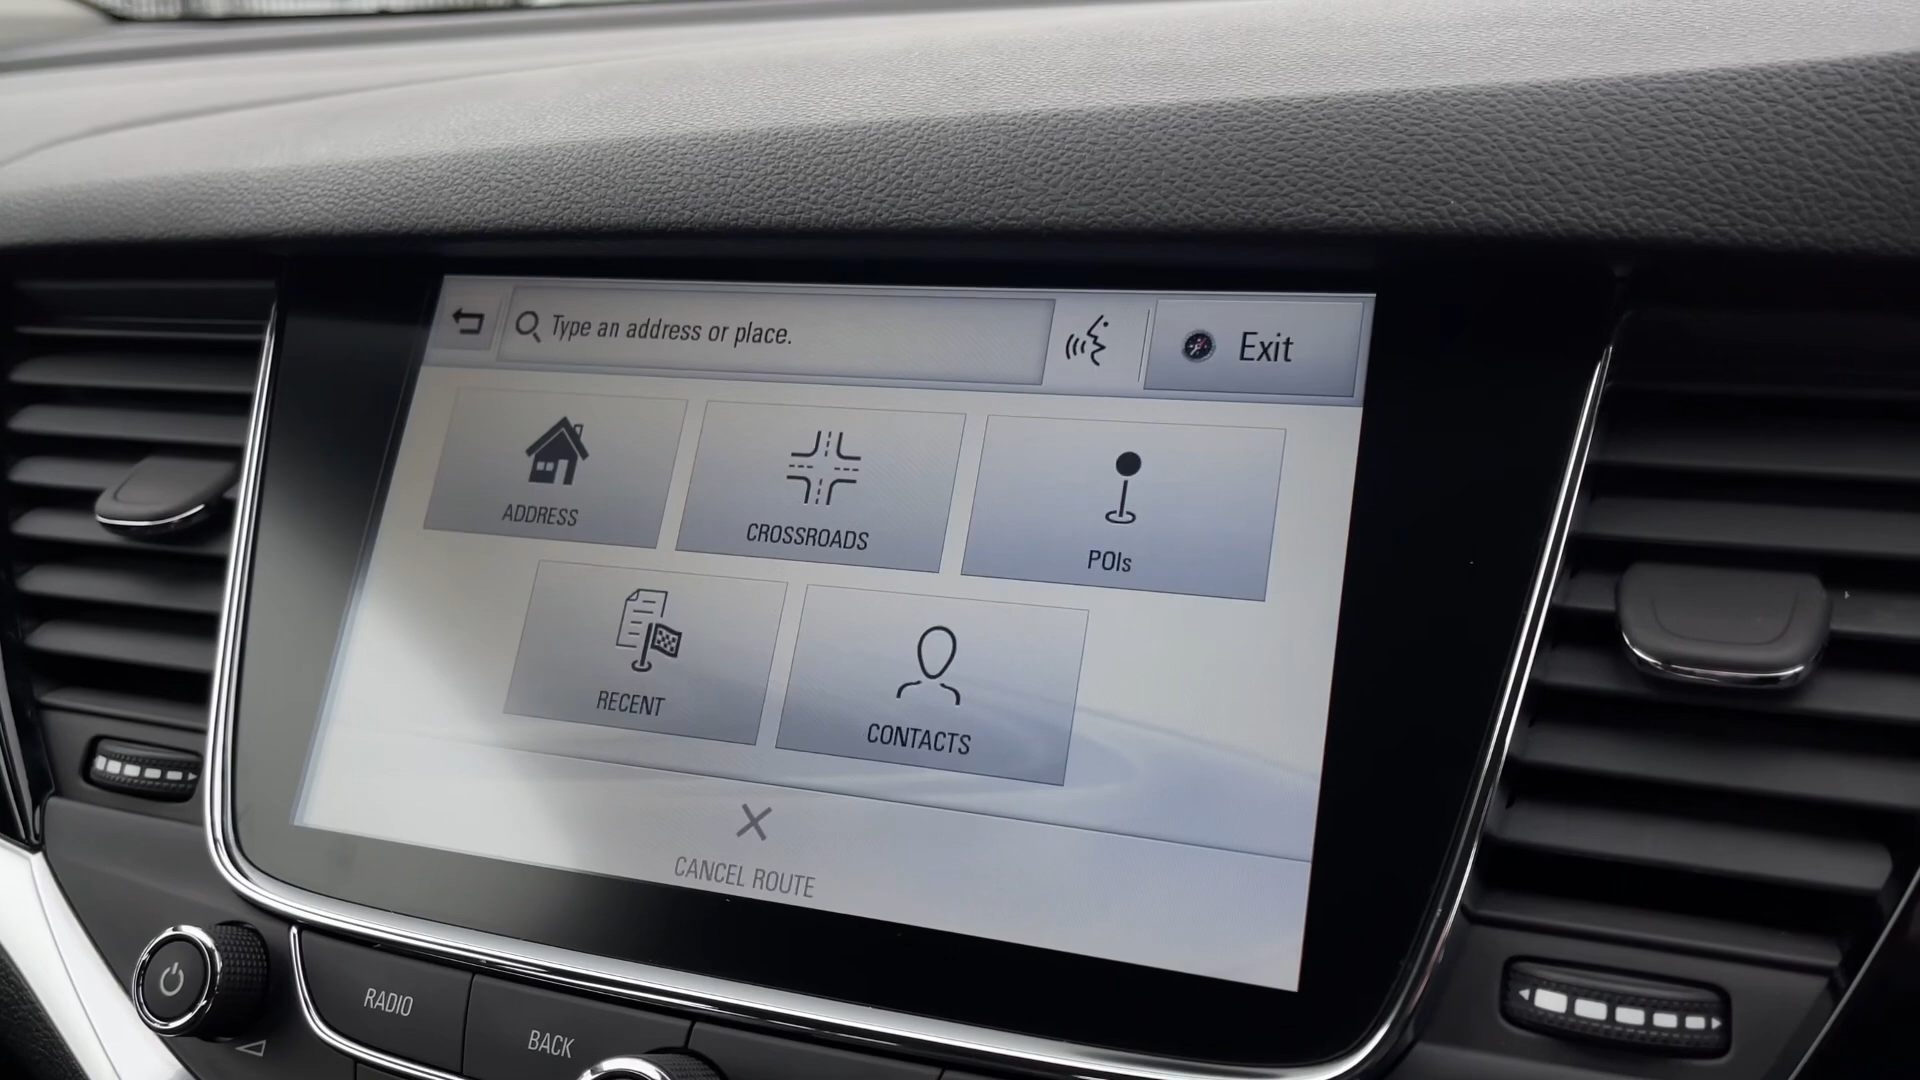 Type an address or place.
Exit
ADDRESS
CROSSROADS
POIs
RECENT
CONTACTS
CANCEL ROUTE
RADIO
BACK